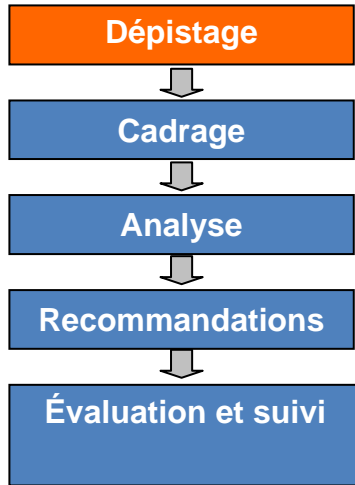 Dépistage
Cadrage
Analyse
Recommandations
Évaluation et suivi